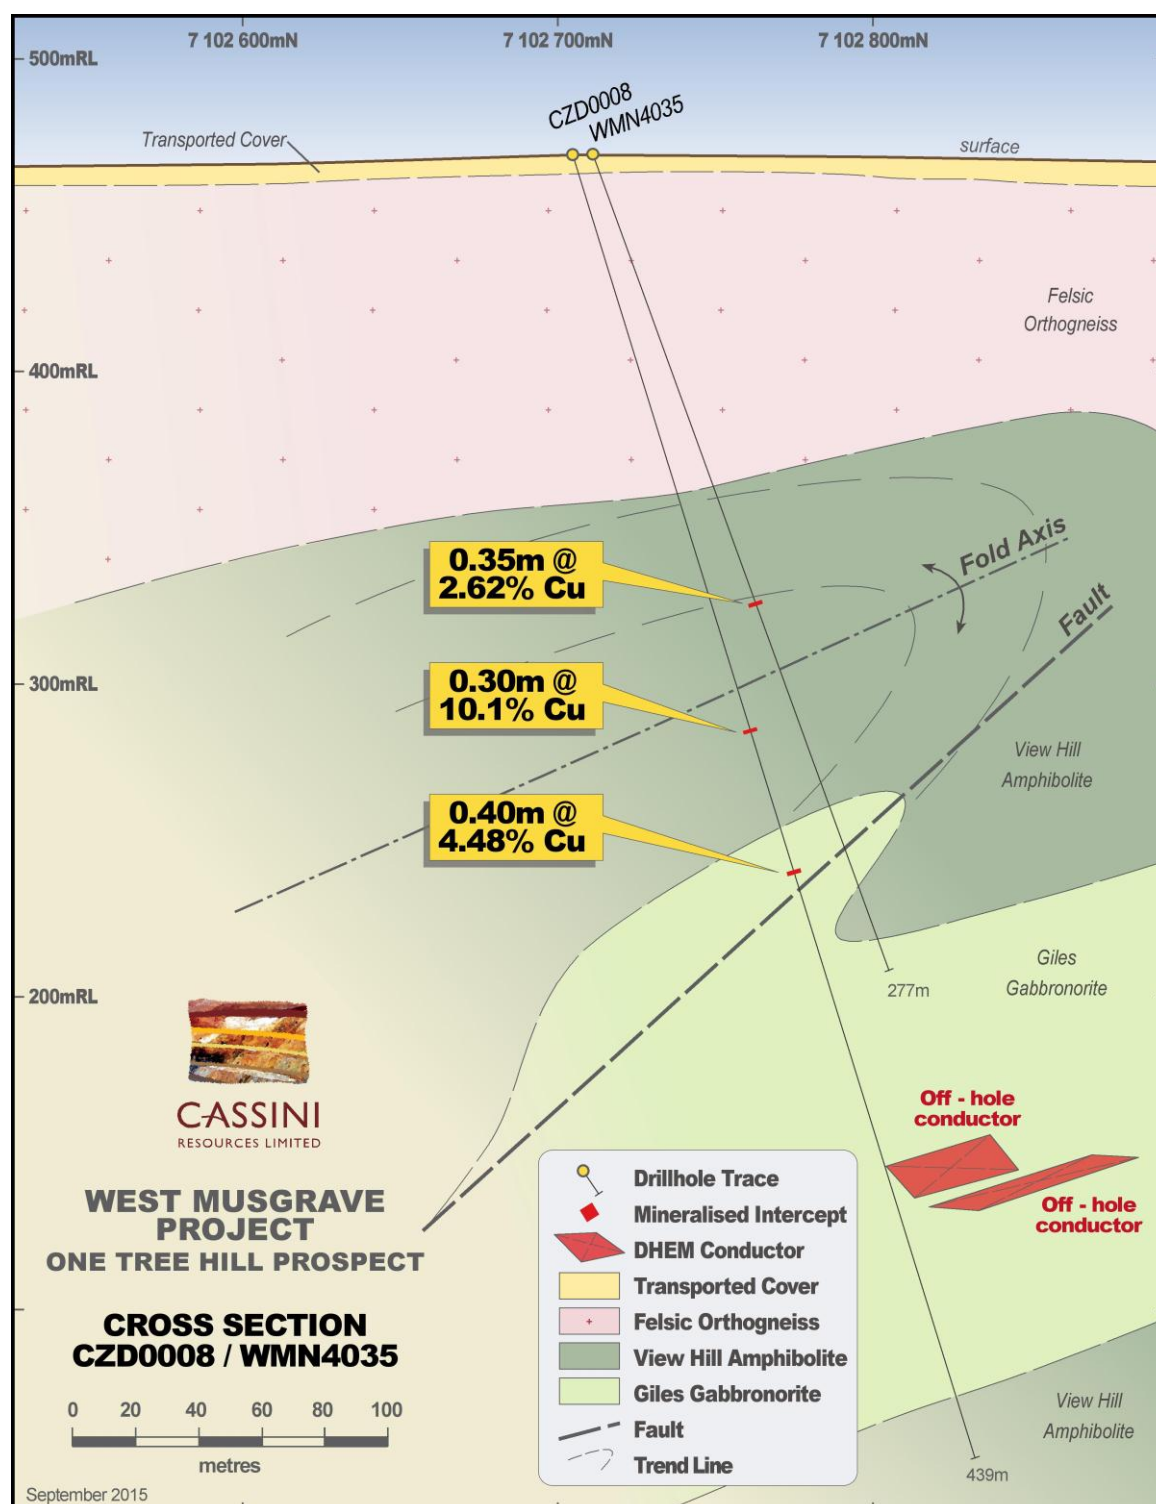 7 102 600mN
7 102 700mN
7 102 800mN
500mRL
CZD0008
WMN4035
Transported Cover
surface
Felsic
Orthogneiss
400mRL
Fold Axis
0.35m @
2.62% Cu
Fault
300mRL
0.30m @
10.1% Cu
View Hill
Amphibolite
0.40m @
4.48% Cu
Giles
Gabbronorite
277m
200mRL
CASSINI
RESOURCES LIMITED
Off - hole
conductor
Off - hole
conductor
WEST MUSGRAVE
PROJECT
ONE TREE HILL PROSPECT
CROSS SECTION
CZD0008 / WMN4035
0 20 40 60 80 100
metres
September 2015
Drillhole Trace
Mineralised Intercept
DHEM Conductor
Transported Cover
Felsic Orthogneiss
View Hill Amphibolite
Giles Gabbronorite
Fault
Trend Line
View Hill
Amphibolite
439m